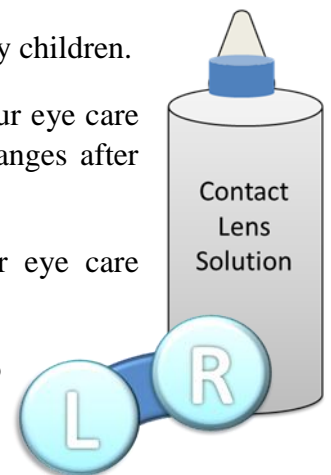 y children.
ur eye care
anges after
r eye care
Contact
Lens
Solution
L R